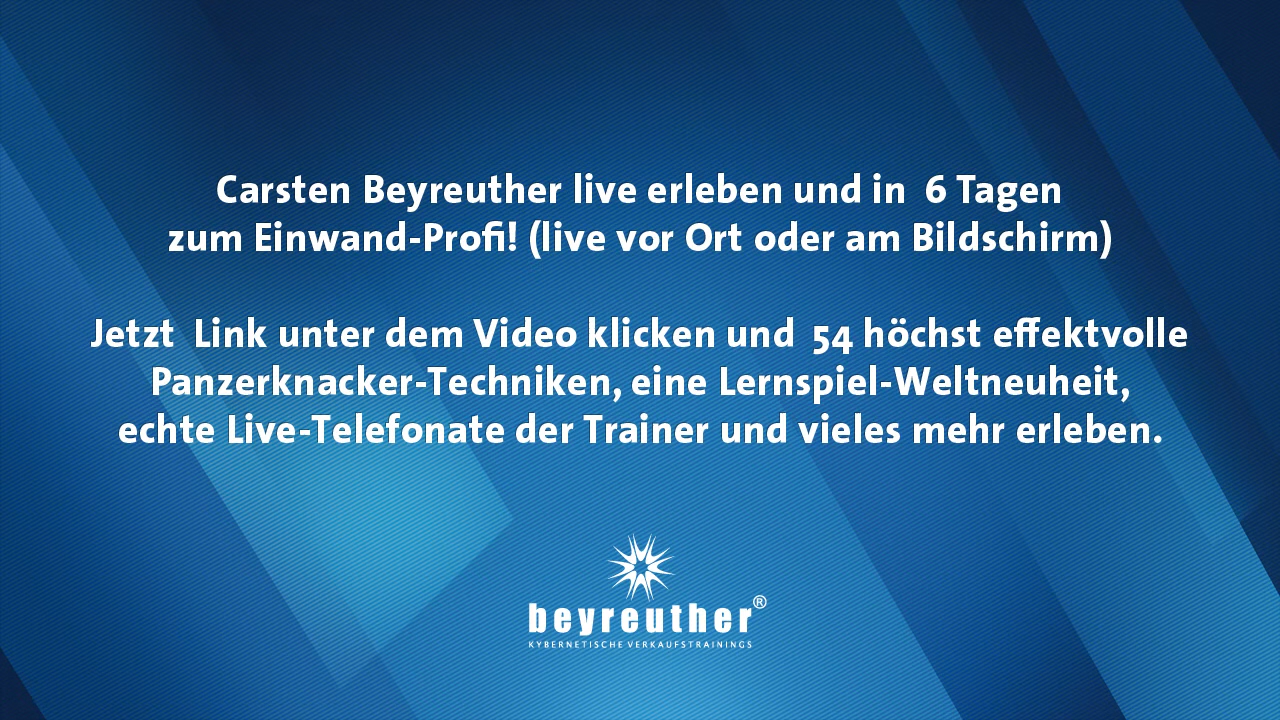 Carsten Beyreuther live erleben und in 6 Tagen
zum Einwand-Profi! (live vor Ort oder am Bildschirm)
Jetzt Link unter dem Video klicken und 54 höchst effektvolle
Panzerknacker-Techniken, eine Lernspiel-Weltneuheit,
echte Live-Telefonate der Trainer und vieles mehr erleben.
beyreuther®
KYBERNETISCHE VERKAUFSTRAININGS